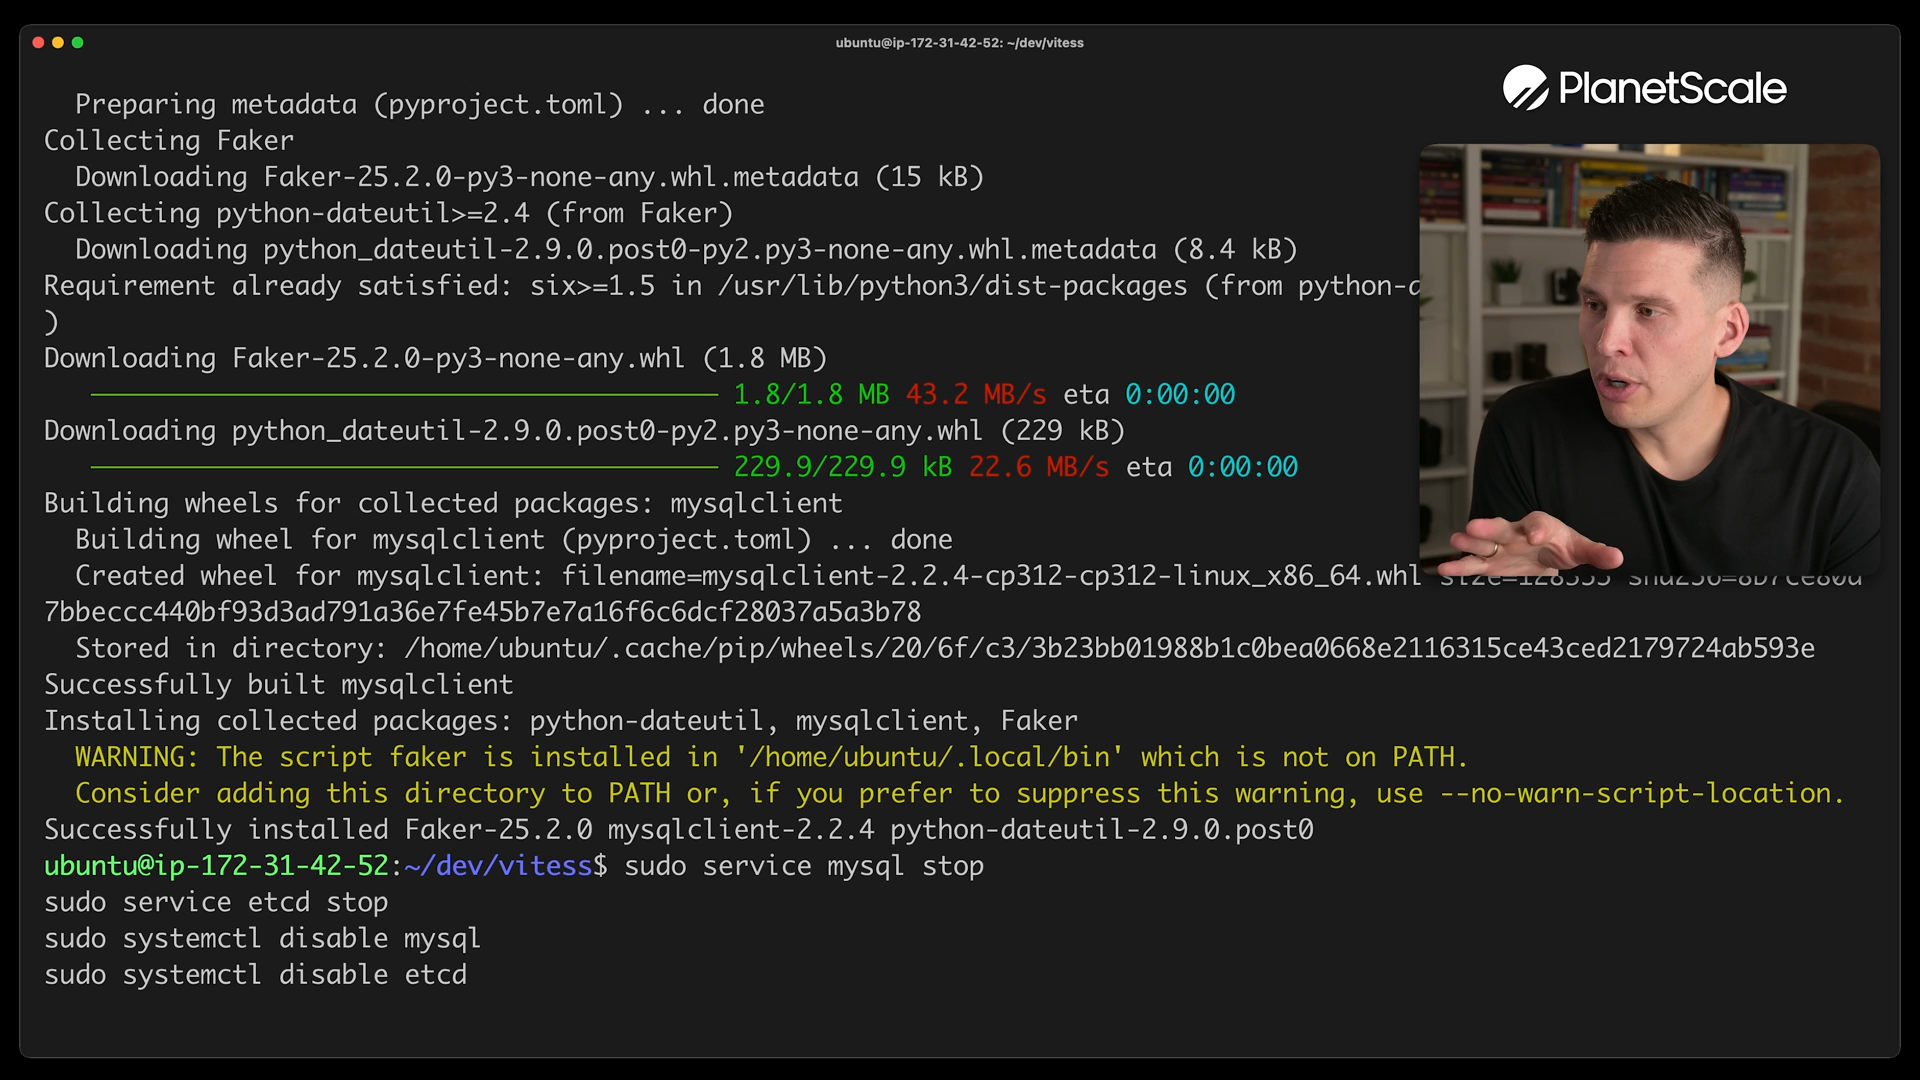 ubuntu@ip-172-31-42-52: ~/dev/vitess
PlanetScale
Preparing metadata (pyproject.toml) ... done
Collecting Faker
Downloading Faker-25.2.0-py3-none-any.whl.metadata (15 kB)
Collecting python-dateutil>=2.4 (from Faker)
Downloading python_dateutil-2.9.0.post0-py2.py3-none-any.whl.metadata (8.4 kB)
Requirement already satisfied: six>=1.5 in /usr/lib/python3/dist-packages (from
)
Downloading Faker-25.2.0-py3-none-any.whl (1.8 MB)
1.8/1.8 MB 43.2 MB/s eta 0:00:00
Downloading python_dateutil-2.9.0.post0-py2.py3-none-any.whl (229 kB)
229.9/229.9 kB 22.6 MB/s eta 0:00:00
Building wheels for collected packages: mysqlclient
Building wheel for mysqlclient (pyproject.toml) ... done
Created wheel for mysqlclient: filename=mysqlclient-2.2.4-cp312-cp312-linux_x86_64.whl
7bbeccc440bf93d3ad791a36e7fe45b7e7a16f6c6dcf28037a5a3b78
Stored in directory: /home/ubuntu/.cache/pip/wheels/20/6f/c3/3b23bb01988b1c0bea0668e2116315ce43ced2179724ab593e
Successfully built mysqlclient
Installing collected packages: python-dateutil, mysqlclient, Faker
WARNING: The script faker is installed in '/home/ubuntu/.local/bin' which is not on PATH.
Consider adding this directory to PATH or, if you prefer to suppress this warning, use --no-warn-script-location.
Successfully installed Faker-25.2.0 mysqlclient-2.2.4 python-dateutil-2.9.0.post0
ubuntu@ip-172-31-42-52:~/dev/vitess$ sudo service mysql stop
sudo service etcd stop
sudo systemctl disable mysql
sudo systemctl disable etcd